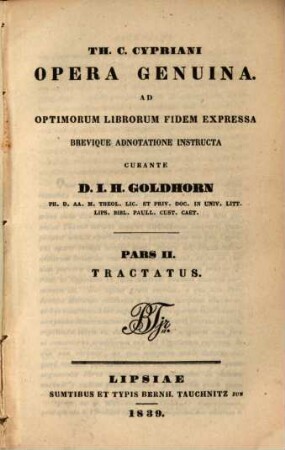 TH. C. CYPRIANI
OPERA GENUINA.
AD
OPTIMORUM LIBRORUM FIDEM EXPRESSA
BREVIQUE ADNOTATIONE INSTRUCTA
CURANTE
D. I. H. GOLDHORN
PH. D. AA. M. THEOL. LIC. ET PRIV. DOC. IN UNIV. LITT.
LIPS. BIBL. PAULL. CUST. CAET.
PARS II.
TRACTATUS.
BTjr.
LIPSIAE
SUMTIBUS ET TYPIS BERNH. TAUCHNITZ JUN
1839.